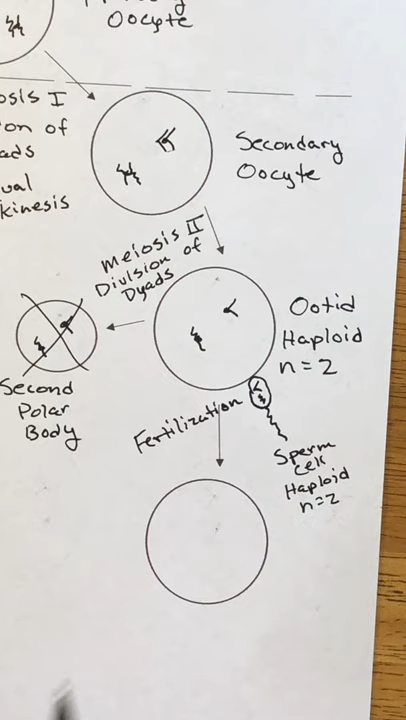 Oocyte
osis I
on of
ads
ual
kinesis
Secondary
Oocyte
Meiosis II
Division of
Dyads
Ootid
Haploid
n=2
Second
Polar
Body
Fertilization
Sperm
cell
Haploid
n=2